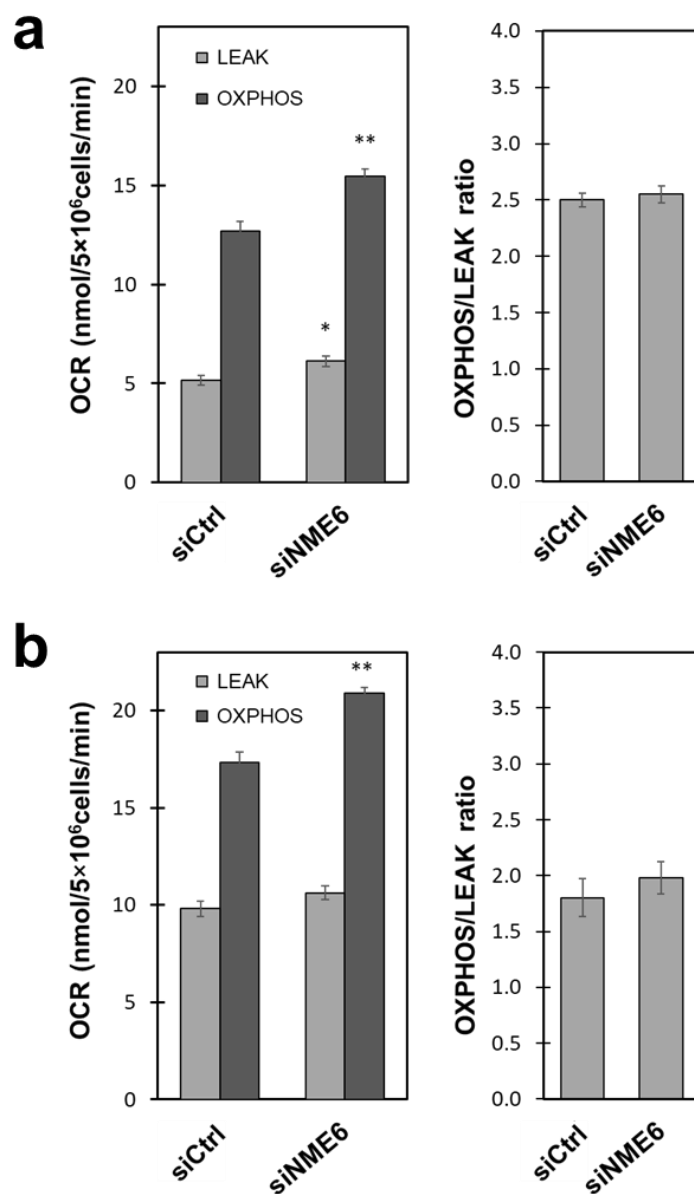 a
OCR (nmol/5×10⁶cells/min)
20
15
10
5
0
LEAK
OXPHOS
*
**
siCtrl
siNME6
OXPHOS/LEAK ratio
4.0
3.5
3.0
2.5
2.0
1.5
1.0
0.5
0.0
siCtrl
siNME6
b
OCR (nmol/5×10⁶cells/min)
20
15
10
5
0
LEAK
OXPHOS
**
siCtrl
siNME6
OXPHOS/LEAK ratio
4.0
3.5
3.0
2.5
2.0
1.5
1.0
0.5
0.0
siCtrl
siNME6